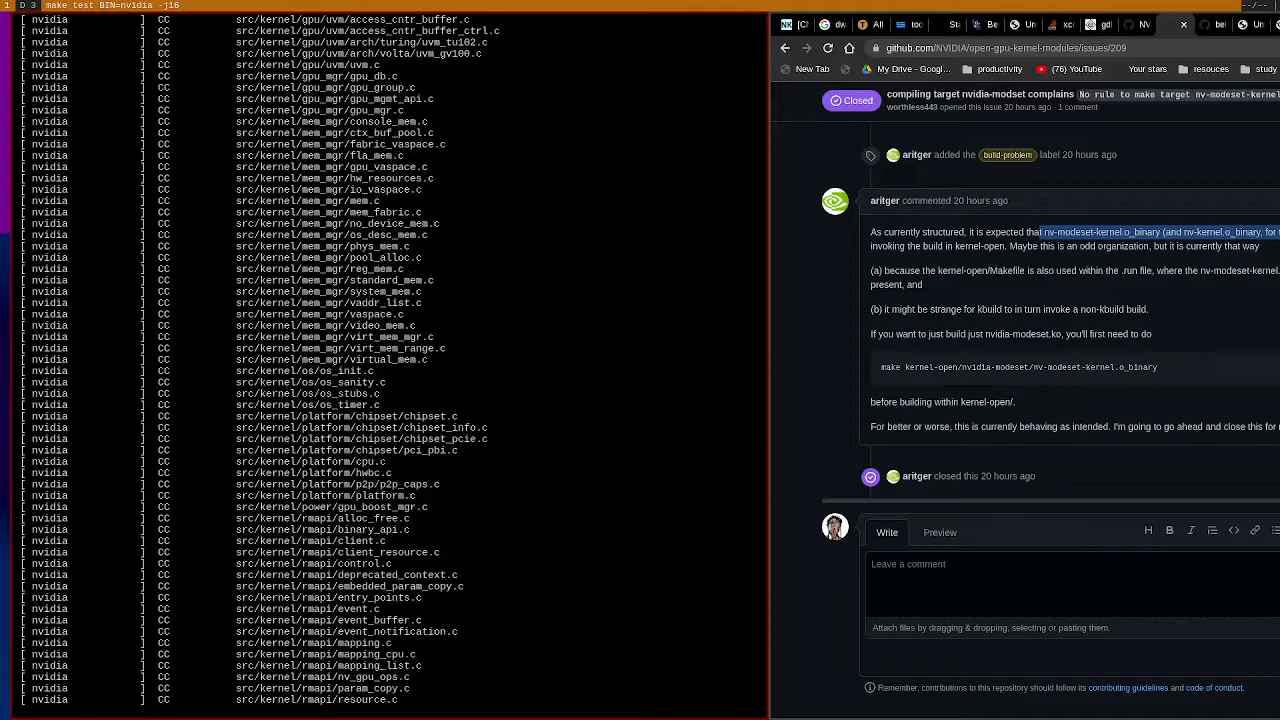 1 D 3 make test BIN=nvidia -j16
--/--
[ nvidia ] CC src/kernel/gpu/uvm/access_cntr_buffer.c
[ nvidia ] CC src/kernel/gpu/uvm/access_cntr_buffer_ctrl.c
[ nvidia ] CC src/kernel/gpu/uvm/arch/turing/uvm_tu102.c
[ nvidia ] CC src/kernel/gpu/uvm/arch/volta/uvm_gv100.c
[ nvidia ] CC src/kernel/gpu/uvm/uvm.c
[ nvidia ] CC src/kernel/gpu_mgr/gpu_db.c
[ nvidia ] CC src/kernel/gpu_mgr/gpu_group.c
[ nvidia ] CC src/kernel/gpu_mgr/gpu_mgmt_api.c
[ nvidia ] CC src/kernel/gpu_mgr/gpu_mgr.c
[ nvidia ] CC src/kernel/mem_mgr/console_mem.c
[ nvidia ] CC src/kernel/mem_mgr/ctx_buf_pool.c
[ nvidia ] CC src/kernel/mem_mgr/fabric_vaspace.c
[ nvidia ] CC src/kernel/mem_mgr/fla_mem.c
[ nvidia ] CC src/kernel/mem_mgr/gpu_vaspace.c
[ nvidia ] CC src/kernel/mem_mgr/hw_resources.c
[ nvidia ] CC src/kernel/mem_mgr/io_vaspace.c
[ nvidia ] CC src/kernel/mem_mgr/mem.c
[ nvidia ] CC src/kernel/mem_mgr/mem_fabric.c
[ nvidia ] CC src/kernel/mem_mgr/no_device_mem.c
[ nvidia ] CC src/kernel/mem_mgr/os_desc_mem.c
[ nvidia ] CC src/kernel/mem_mgr/phys_mem.c
[ nvidia ] CC src/kernel/mem_mgr/pool_alloc.c
[ nvidia ] CC src/kernel/mem_mgr/reg_mem.c
[ nvidia ] CC src/kernel/mem_mgr/standard_mem.c
[ nvidia ] CC src/kernel/mem_mgr/system_mem.c
[ nvidia ] CC src/kernel/mem_mgr/vaddr_list.c
[ nvidia ] CC src/kernel/mem_mgr/vaspace.c
[ nvidia ] CC src/kernel/mem_mgr/video_mem.c
[ nvidia ] CC src/kernel/mem_mgr/virt_mem_mgr.c
[ nvidia ] CC src/kernel/mem_mgr/virt_mem_range.c
[ nvidia ] CC src/kernel/mem_mgr/virtual_mem.c
[ nvidia ] CC src/kernel/os/os_init.c
[ nvidia ] CC src/kernel/os/os_sanity.c
[ nvidia ] CC src/kernel/os/os_stubs.c
[ nvidia ] CC src/kernel/os/os_timer.c
[ nvidia ] CC src/kernel/platform/chipset/chipset.c
[ nvidia ] CC src/kernel/platform/chipset/chipset_info.c
[ nvidia ] CC src/kernel/platform/chipset/chipset_pcie.c
[ nvidia ] CC src/kernel/platform/chipset/pci_pbi.c
[ nvidia ] CC src/kernel/platform/cpu.c
[ nvidia ] CC src/kernel/platform/hwbc.c
[ nvidia ] CC src/kernel/platform/p2p/p2p_caps.c
[ nvidia ] CC src/kernel/platform/platform.c
[ nvidia ] CC src/kernel/power/gpu_boost_mgr.c
[ nvidia ] CC src/kernel/rmapi/alloc_free.c
[ nvidia ] CC src/kernel/rmapi/binary_api.c
[ nvidia ] CC src/kernel/rmapi/client.c
[ nvidia ] CC src/kernel/rmapi/client_resource.c
[ nvidia ] CC src/kernel/rmapi/control.c
[ nvidia ] CC src/kernel/rmapi/deprecated_context.c
[ nvidia ] CC src/kernel/rmapi/embedded_param_copy.c
[ nvidia ] CC src/kernel/rmapi/entry_points.c
[ nvidia ] CC src/kernel/rmapi/event.c
[ nvidia ] CC src/kernel/rmapi/event_buffer.c
[ nvidia ] CC src/kernel/rmapi/event_notification.c
[ nvidia ] CC src/kernel/rmapi/mapping.c
[ nvidia ] CC src/kernel/rmapi/mapping_cpu.c
[ nvidia ] CC src/kernel/rmapi/mapping_list.c
[ nvidia ] CC src/kernel/rmapi/nv_gpu_ops.c
[ nvidia ] CC src/kernel/rmapi/param_copy.c
[ nvidia ] CC src/kernel/rmapi/resource.c
NK [Cl dw T All too Sta Be Un xc gdl NV bel Un
github.com/NVIDIA/open-gpu-kernel-modules/issues/209
New Tab My Drive - Googl... productivity (76) YouTube Your stars resouces study
Closed
compiling target nvidia-modset complains No rule to make target nv-modeset-kernel
worthless443 opened this issue 20 hours ago · 1 comment
aritger added the build-problem label 20 hours ago
aritger commented 20 hours ago
As currently structured, it is expected that nv-modeset-kernel.o_binary (and nv-kernel.o_binary, for
invoking the build in kernel-open. Maybe this is an odd organization, but it is currently that way
(a) because the kernel-open/Makefile is also used within the .run file, where the nv-modeset-kernel.
present, and
(b) it might be strange for kbuild to in turn invoke a non-kbuild build.
If you want to just build just nvidia-modeset.ko, you'll first need to do
make kernel-open/nvidia-modeset/nv-modeset-kernel.o_binary
before building within kernel-open/.
For better or worse, this is currently behaving as intended. I'm going to go ahead and close this for
aritger closed this 20 hours ago
Write Preview H B I
Leave a comment
Attach files by dragging & dropping, selecting or pasting them.
Remember, contributions to this repository should follow its contributing guidelines and code of conduct.